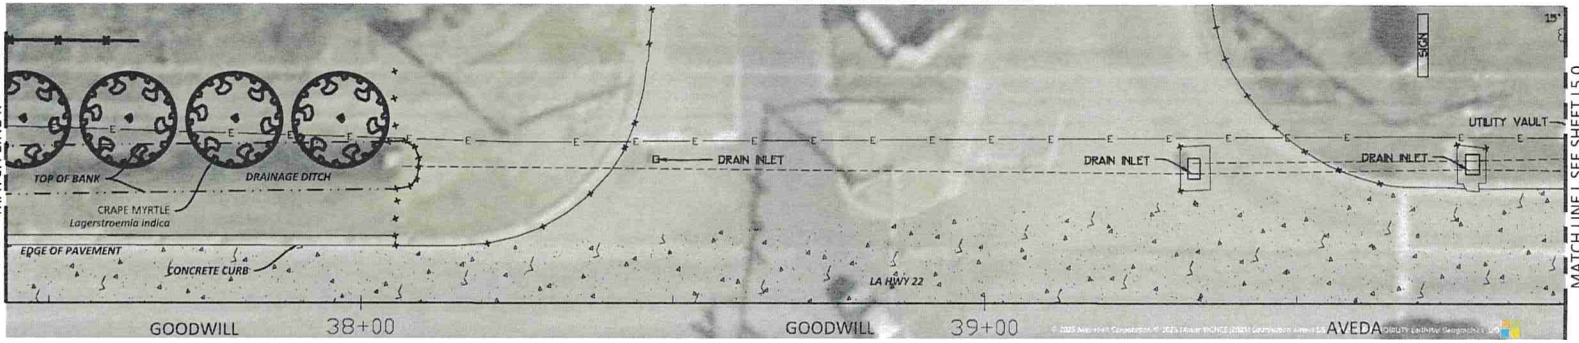 15'
SIGN
UTILITY VAULT
E E E E E E E E E E E E E E E E
DRAIN INLET
DRAIN INLET
DRAIN INLET
TOP OF BANK
DRAINAGE DITCH
CRAPE MYRTLE
Lagerstroemia indica
EDGE OF PAVEMENT
CONCRETE CURB
LA HWY 22
MATCH LINE L SEE SHEET L5.0
GOODWILL
38+00
GOODWILL
39+00
AVEDA